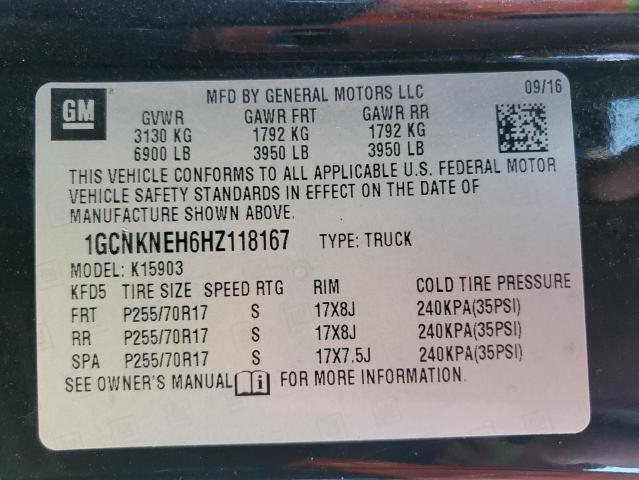 GM
MFD BY GENERAL MOTORS LLC 09/16
GVWR GAWR FRT GAWR RR
3130 KG 1792 KG 1792 KG
6900 LB 3950 LB 3950 LB
THIS VEHICLE CONFORMS TO ALL APPLICABLE U.S. FEDERAL MOTOR
VEHICLE SAFETY STANDARDS IN EFFECT ON THE DATE OF
MANUFACTURE SHOWN ABOVE.
1GCNKNEH6HZ118167 TYPE: TRUCK
MODEL: K15903
KFD5 TIRE SIZE SPEED RTG RIM COLD TIRE PRESSURE
FRT P255/70R17 S 17X8J 240KPA(35PSI)
RR P255/70R17 S 17X8J 240KPA(35PSI)
SPA P255/70R17 S 17X7.5J 240KPA(35PSI)
SEE OWNER'S MANUAL i FOR MORE INFORMATION.